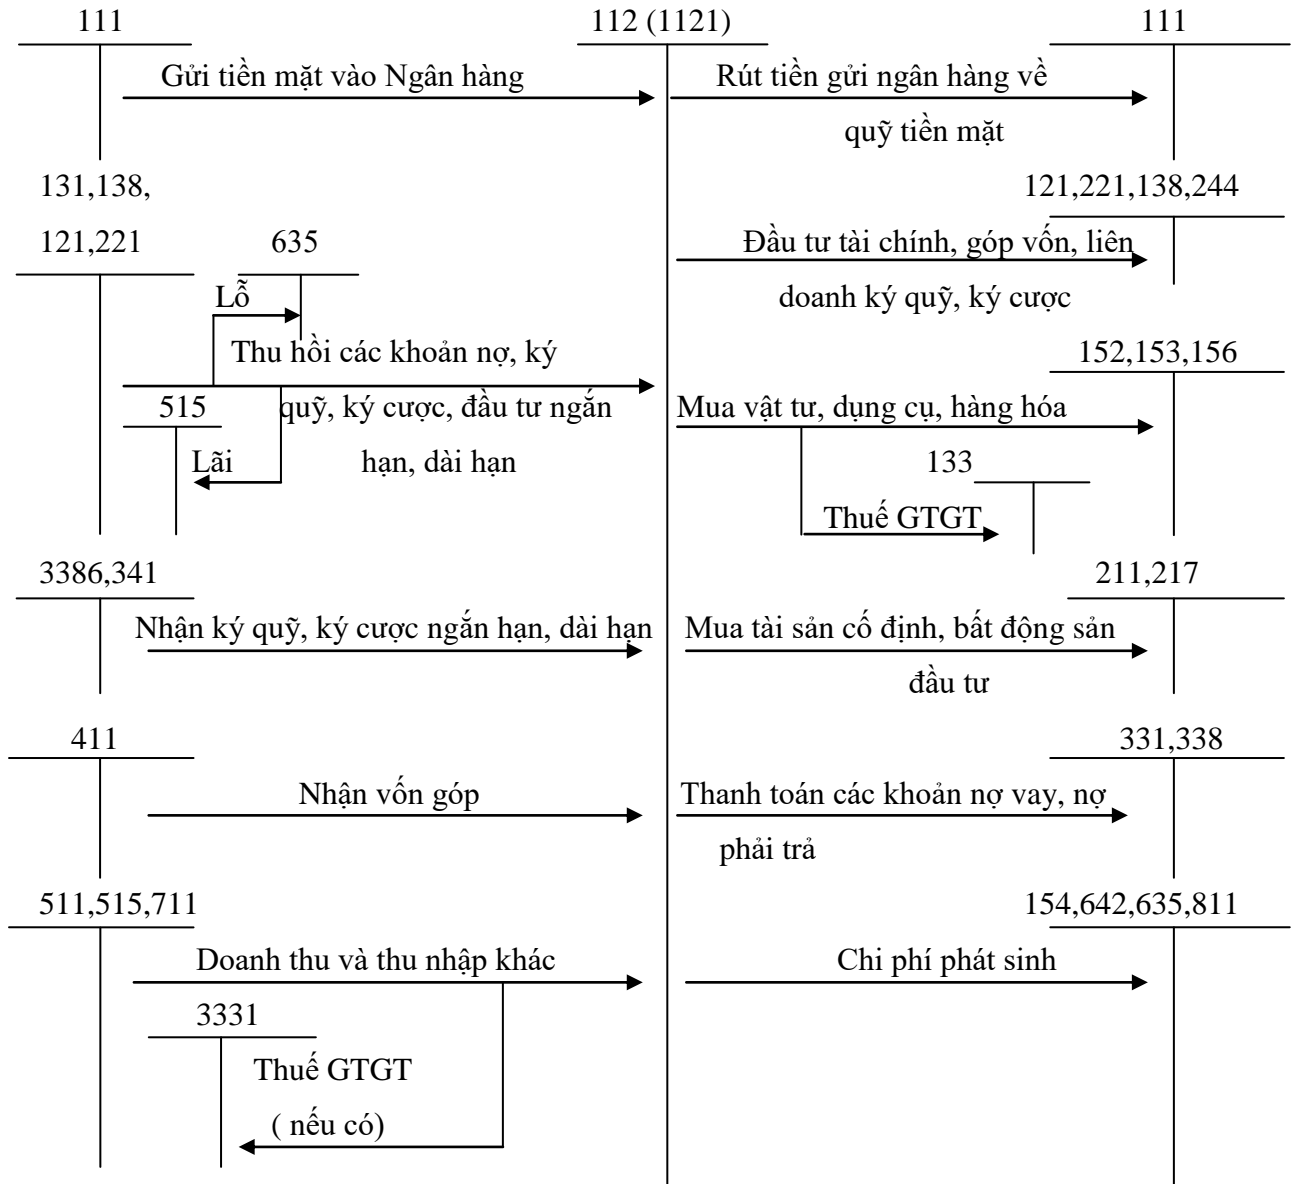 111
112 (1121)
111
Gửi tiền mặt vào Ngân hàng
Rút tiền gửi ngân hàng về
quỹ tiền mặt
131,138,
121,221
121,221,138,244
635
Đầu tư tài chính, góp vốn, liên
doanh ký quỹ, ký cược
Lỗ
Thu hồi các khoản nợ, ký
quỹ, ký cược, đầu tư ngắn
hạn, dài hạn
515
Lãi
152,153,156
Mua vật tư, dụng cụ, hàng hóa
133
Thuế GTGT
3386,341
211,217
Nhận ký quỹ, ký cược ngắn hạn, dài hạn
Mua tài sản cố định, bất động sản
đầu tư
411
331,338
Nhận vốn góp
Thanh toán các khoản nợ vay, nợ
phải trả
511,515,711
154,642,635,811
Doanh thu và thu nhập khác
Chi phí phát sinh
3331
Thuế GTGT
( nếu có)